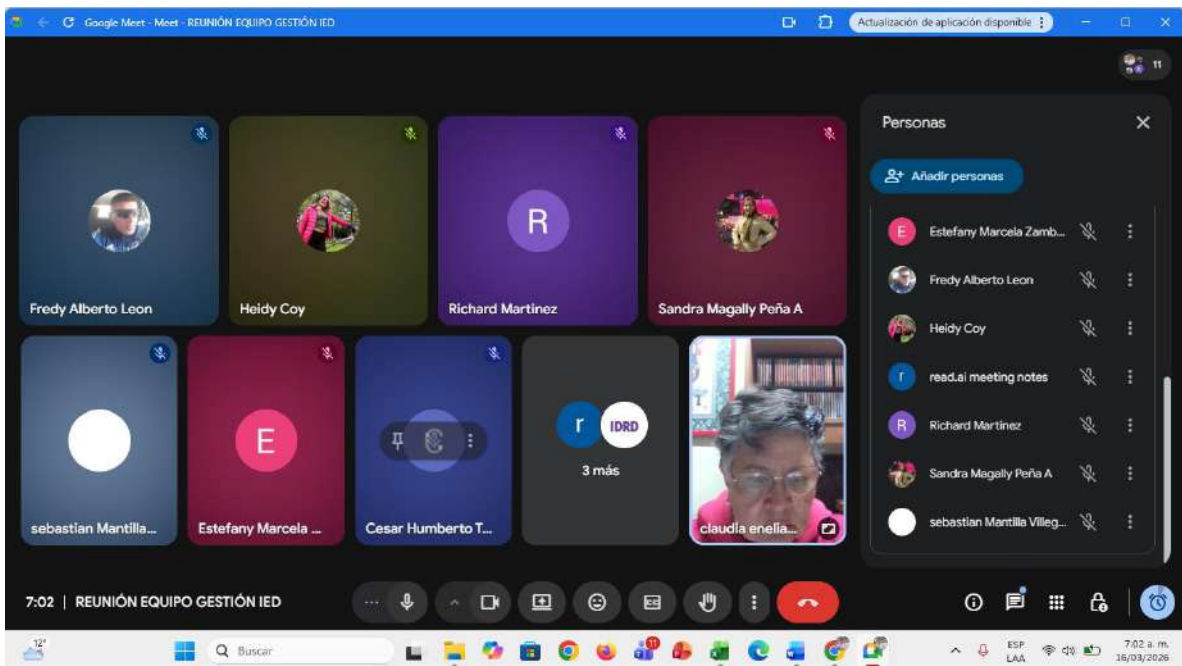 Google Meet - Meet - REUNIÓN EQUIPO GESTIÓN IED
Actualización de aplicación disponible
11
Personas
Añadir personas
R
Fredy Alberto Leon
Heidy Coy
Richard Martinez
Sandra Magally Peña A
E
Estefany Marcela Zamb...
Fredy Alberto Leon
Heidy Coy
r
read.ai meeting notes
R
Richard Martinez
Sandra Magally Peña A
sebastian Mantilla Villeg...
E
r
IDRD
3 más
sebastian Mantilla...
Estefany Marcela ...
Cesar Humberto T...
claudia enelia...
7:02 | REUNIÓN EQUIPO GESTIÓN IED
12°
Buscar
ESP
LAA
7:02 a. m.
16/03/2026